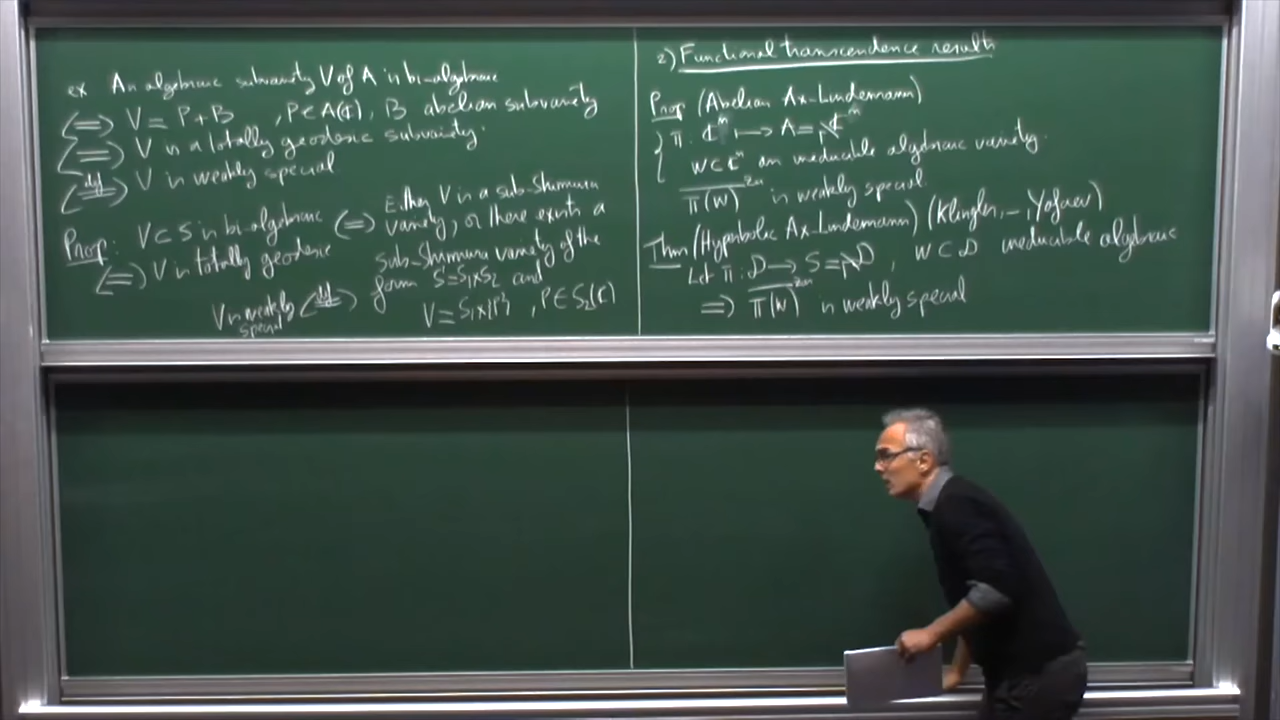 ex An algebraic subvariety V of A is bi-algebraic
⟺ V = P + B , P ∈ A(ℂ), B abelian subvariety
⟺ V is a totally geodesic subvariety.
⟺ def V is weakly special
Prop: V ⊂ S is bi-algebraic ⟺ Either V is a sub-Shimura
variety, or there exists a
⟺ V is totally geodesic sub-Shimura variety of the
form S = S₁ × S₂ and
V is weakly special ⟺ def V = S₁ × {P} , P ∈ S₂(ℂ)
2) Functional transcendence results
Prop (Abelian Ax-Lindemann)
π: ℂⁿ ⟼ A = Λ\ℂⁿ
W ⊂ ℂⁿ an irreducible algebraic variety.
π(W) Zar is weakly special.
Thm (Hyperbolic Ax-Lindemann) (Klingler, –, Yafaev)
Let π: D → S = Γ\D , W ⊂ D irreducible algebraic
⟹ π(W) Zar is weakly special